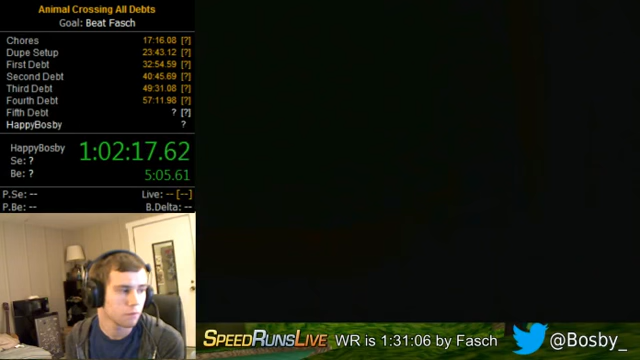 Animal Crossing All Debts
Goal: Beat Fasch
Chores 17:16.08 [?]
Dupe Setup 23:43.12 [?]
First Debt 32:54.59 [?]
Second Debt 40:45.69 [?]
Third Debt 49:31.08 [?]
Fourth Debt 57:11.98 [?]
Fifth Debt ? [?]
HappyBosby ?
HappyBosby 1:02:17.62
Se: ?
Be: ? 5:05.61
P.Se: -- Live: -- [--]
P.Be: -- B.Delta: --
SPEEDRUNSLIVE WR is 1:31:06 by Fasch @Bosby_